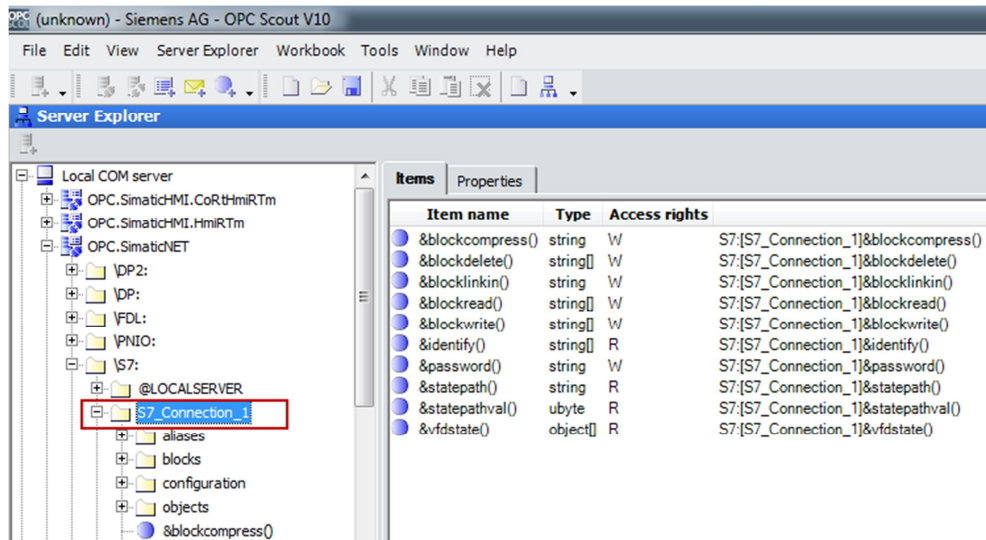 OPC SCOUT (unknown) - Siemens AG - OPC Scout V10
File Edit View Server Explorer Workbook Tools Window Help
Server Explorer
Local COM server
OPC.SimaticHMI.CoRtHmiRTm
OPC.SimaticHMI.HmiRTm
OPC.SimaticNET
\DP2:
\DP:
\FDL:
\PNIO:
\S7:
@LOCALSERVER
S7_Connection_1
aliases
blocks
configuration
objects
&blockcompress()
Items Properties
Item name Type Access rights
&blockcompress() string W S7:[S7_Connection_1]&blockcompress()
&blockdelete() string[] W S7:[S7_Connection_1]&blockdelete()
&blocklinkin() string W S7:[S7_Connection_1]&blocklinkin()
&blockread() string[] W S7:[S7_Connection_1]&blockread()
&blockwrite() string[] W S7:[S7_Connection_1]&blockwrite()
&identify() string[] R S7:[S7_Connection_1]&identify()
&password() string W S7:[S7_Connection_1]&password()
&statepath() string R S7:[S7_Connection_1]&statepath()
&statepathval() ubyte R S7:[S7_Connection_1]&statepathval()
&vfdstate() object[] R S7:[S7_Connection_1]&vfdstate()